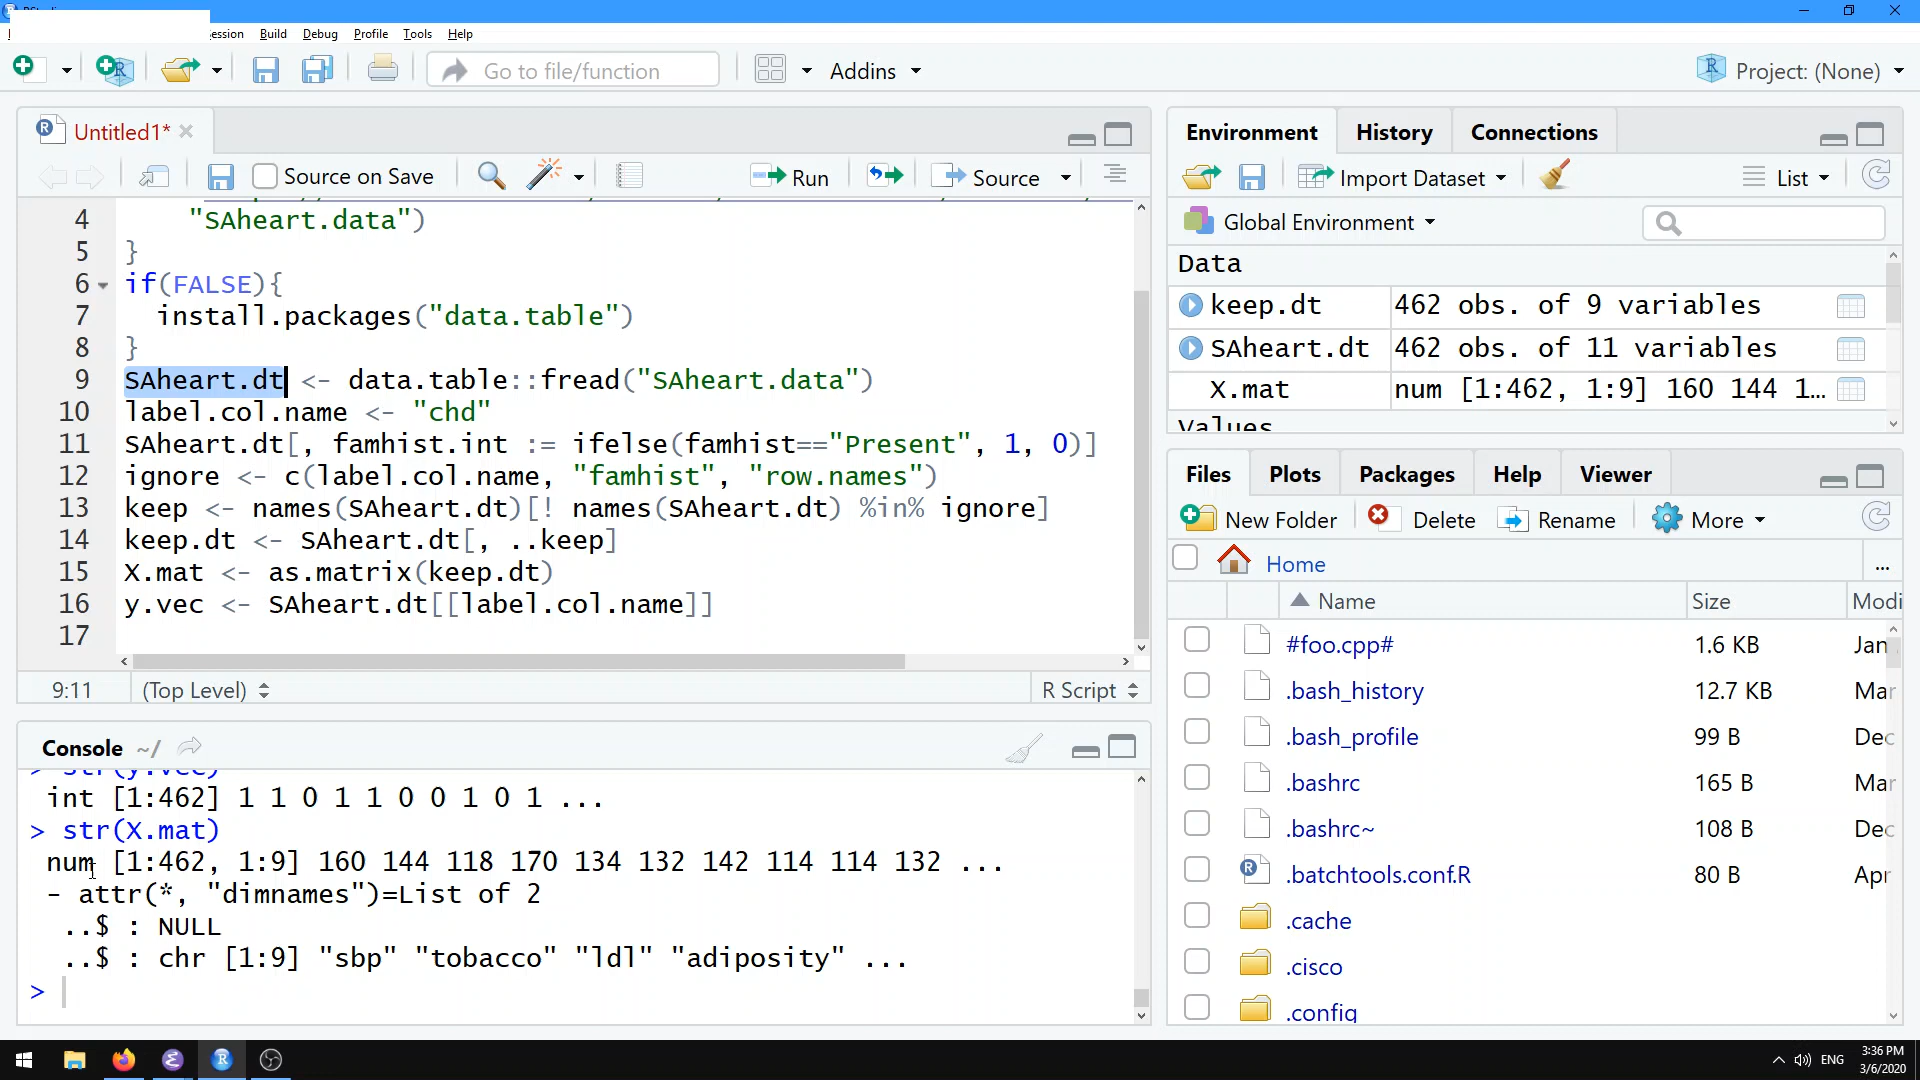 ession Build Debug Profile Tools Help
Go to file/function Addins Project: (None)
Untitled1*
Source on Save Run Source
4 "SAheart.data")
5 }
6 if(FALSE){
7 install.packages("data.table")
8 }
9 SAheart.dt <- data.table::fread("SAheart.data")
10 label.col.name <- "chd"
11 SAheart.dt[, famhist.int := ifelse(famhist=="Present", 1, 0)]
12 ignore <- c(label.col.name, "famhist", "row.names")
13 keep <- names(SAheart.dt)[! names(SAheart.dt) %in% ignore]
14 keep.dt <- SAheart.dt[, ..keep]
15 X.mat <- as.matrix(keep.dt)
16 y.vec <- SAheart.dt[[label.col.name]]
17
9:11 (Top Level) R Script
Console ~/
> str(y.vec)
int [1:462] 1 1 0 1 1 0 0 1 0 1 ...
> str(X.mat)
num [1:462, 1:9] 160 144 118 170 134 132 142 114 114 132 ...
- attr(*, "dimnames")=List of 2
..$ : NULL
..$ : chr [1:9] "sbp" "tobacco" "ldl" "adiposity" ...
>
Environment History Connections
Import Dataset List
Global Environment
Data
keep.dt 462 obs. of 9 variables
SAheart.dt 462 obs. of 11 variables
X.mat num [1:462, 1:9] 160 144 1...
Values
Files Plots Packages Help Viewer
New Folder Delete Rename More
Home ...
Name Size Modi
#foo.cpp# 1.6 KB Jan
.bash_history 12.7 KB Mar
.bash_profile 99 B Dec
.bashrc 165 B Mar
.bashrc~ 108 B Dec
.batchtools.conf.R 80 B Apr
.cache
.cisco
.config
ENG 3:36 PM
3/6/2020